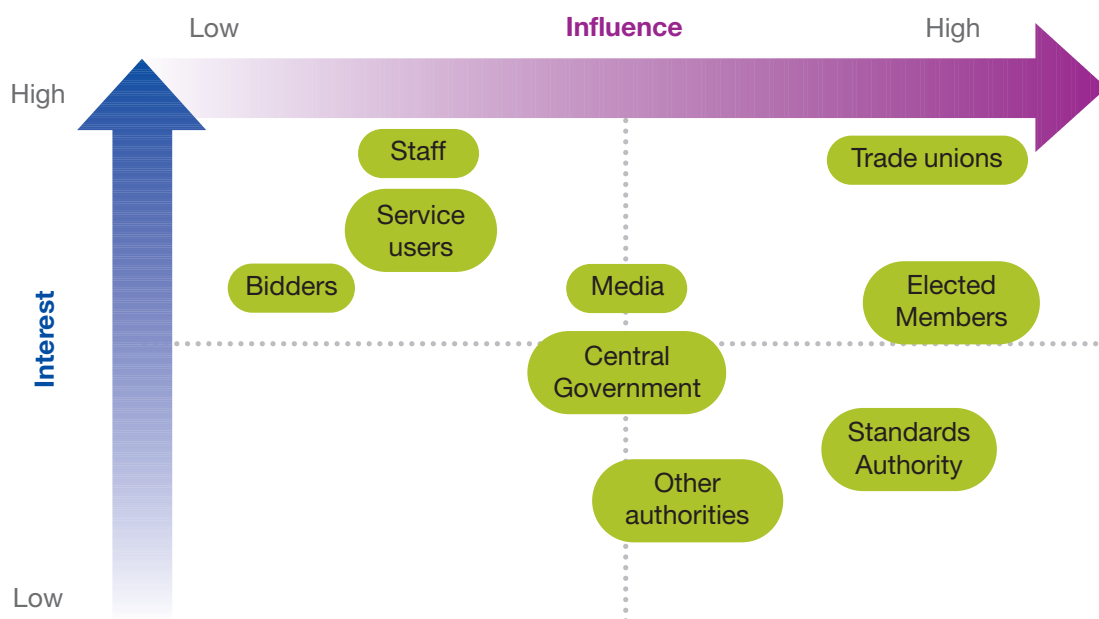 Low
Influence
High
High
Staff
Trade unions
Service
users
Bidders
Media
Elected
Members
Interest
Central
Government
Standards
Authority
Other
authorities
Low